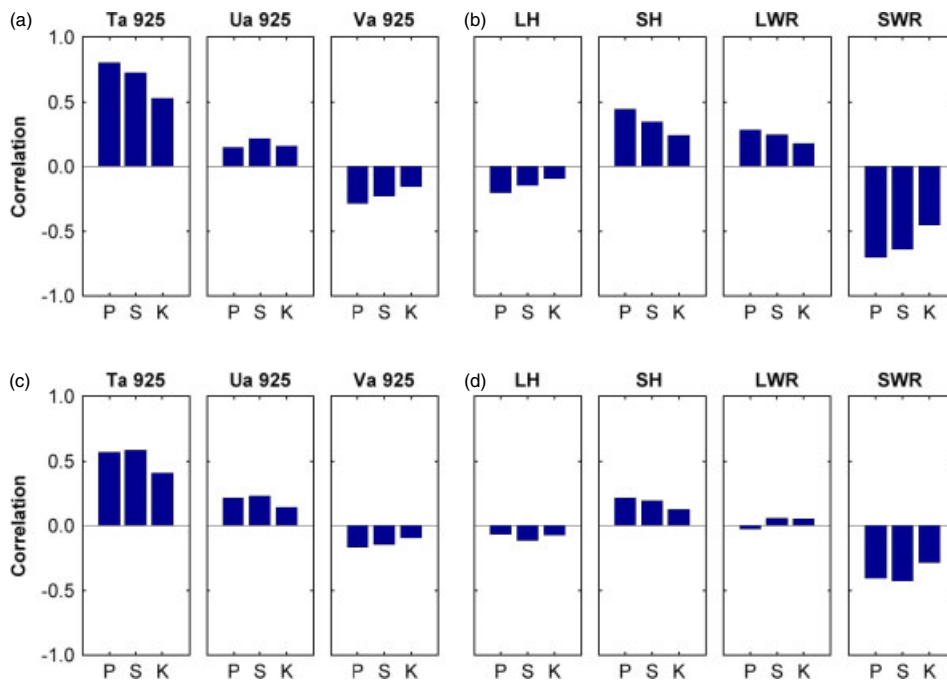 (a) Ta 925 Ua 925 Va 925 (b) LH SH LWR SWR
1.0
0.5
0.0
-0.5
-1.0
Correlation
P S K P S K P S K P S K P S K P S K P S K
(c) Ta 925 Ua 925 Va 925 (d) LH SH LWR SWR
1.0
0.5
0.0
-0.5
-1.0
Correlation
P S K P S K P S K P S K P S K P S K P S K